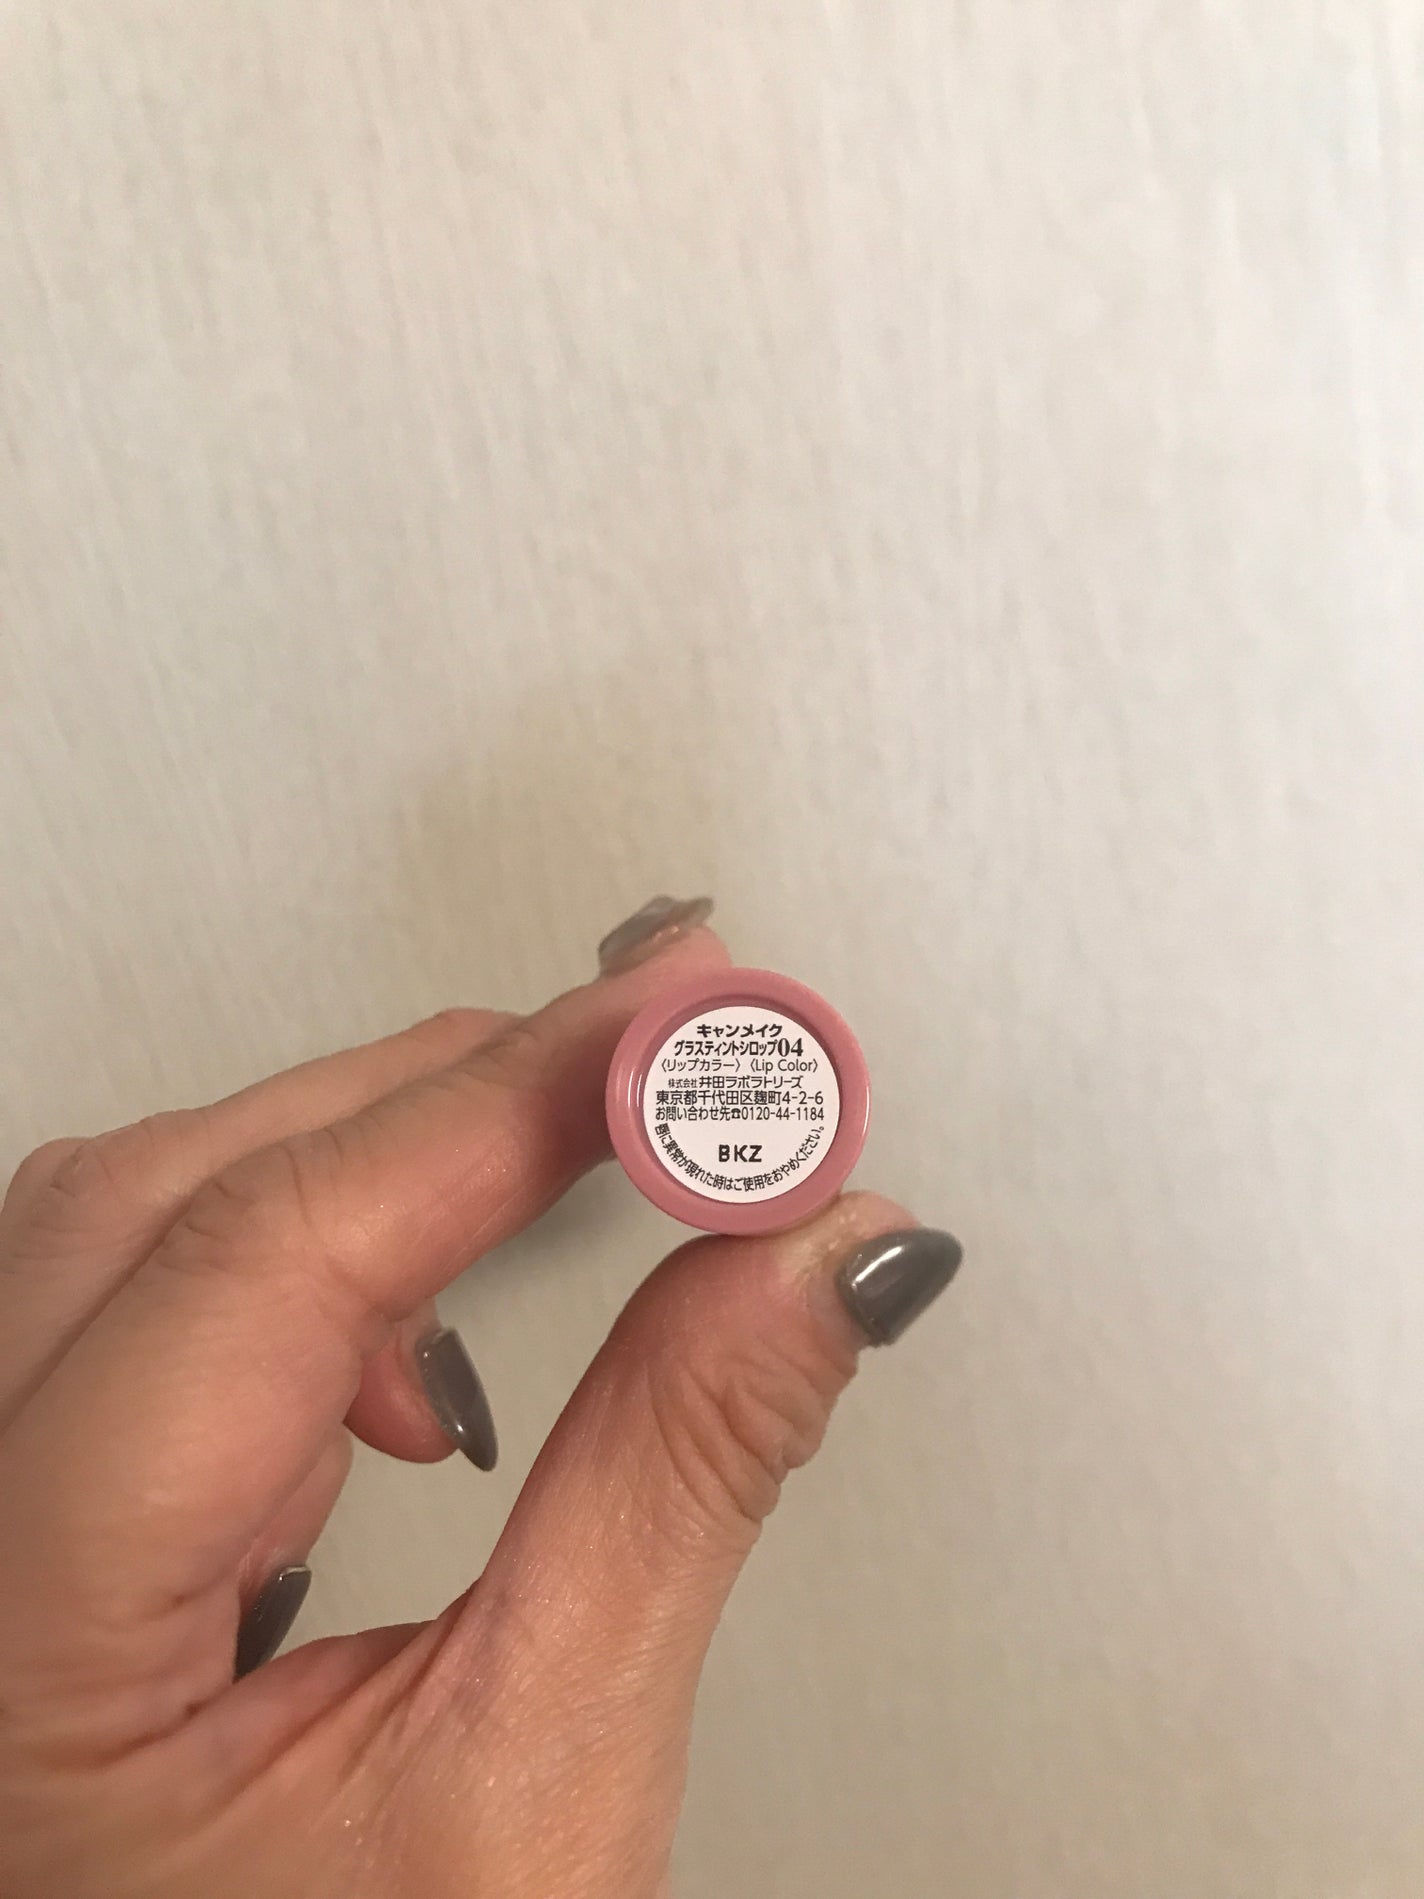 キャンメイク
グラスティントシロップ04
〈リップカラー〉〈Lip Color〉
株式会社 井田ラボラトリーズ
東京都千代田区麹町4-2-6
お問い合わせ先☎0120-44-1184
BKZ
唇に異常が現れた時はご使用をおやめください。